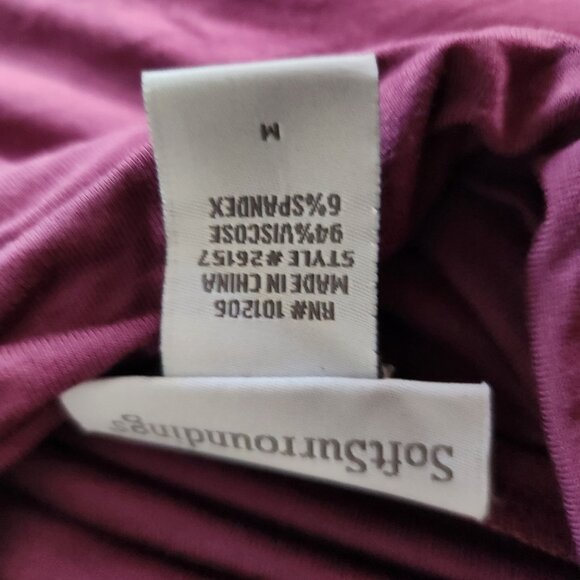 SoftSurroundings
RN# 101206
MADE IN CHINA
STYLE #26157
94%VISCOSE
6%SPANDEX
M